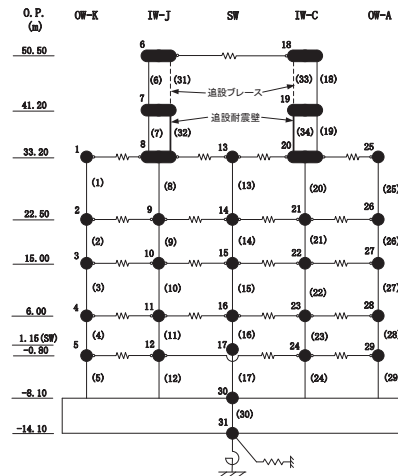 O.P. OW-K IW-J SW IW-C OW-A
(m)
50.50 6 18
(6) (31) (33) (18)
追設ブレース
41.20 7 19
追設耐震壁
(7) (32) (34) (19)
33.20 1 8 13 20 25
(1) (8) (13) (20) (25)
22.50 2 9 14 21 26
(2) (9) (14) (21) (26)
15.00 3 10 15 22 27
(3) (10) (15) (22) (27)
6.00 4 11 16 23 28
1.15(SW) (4) (11) (16) (23) (28)
-0.80 5 12 17 24 29
(5) (12) (17) (24) (29)
-8.10 30
(30)
-14.10 31